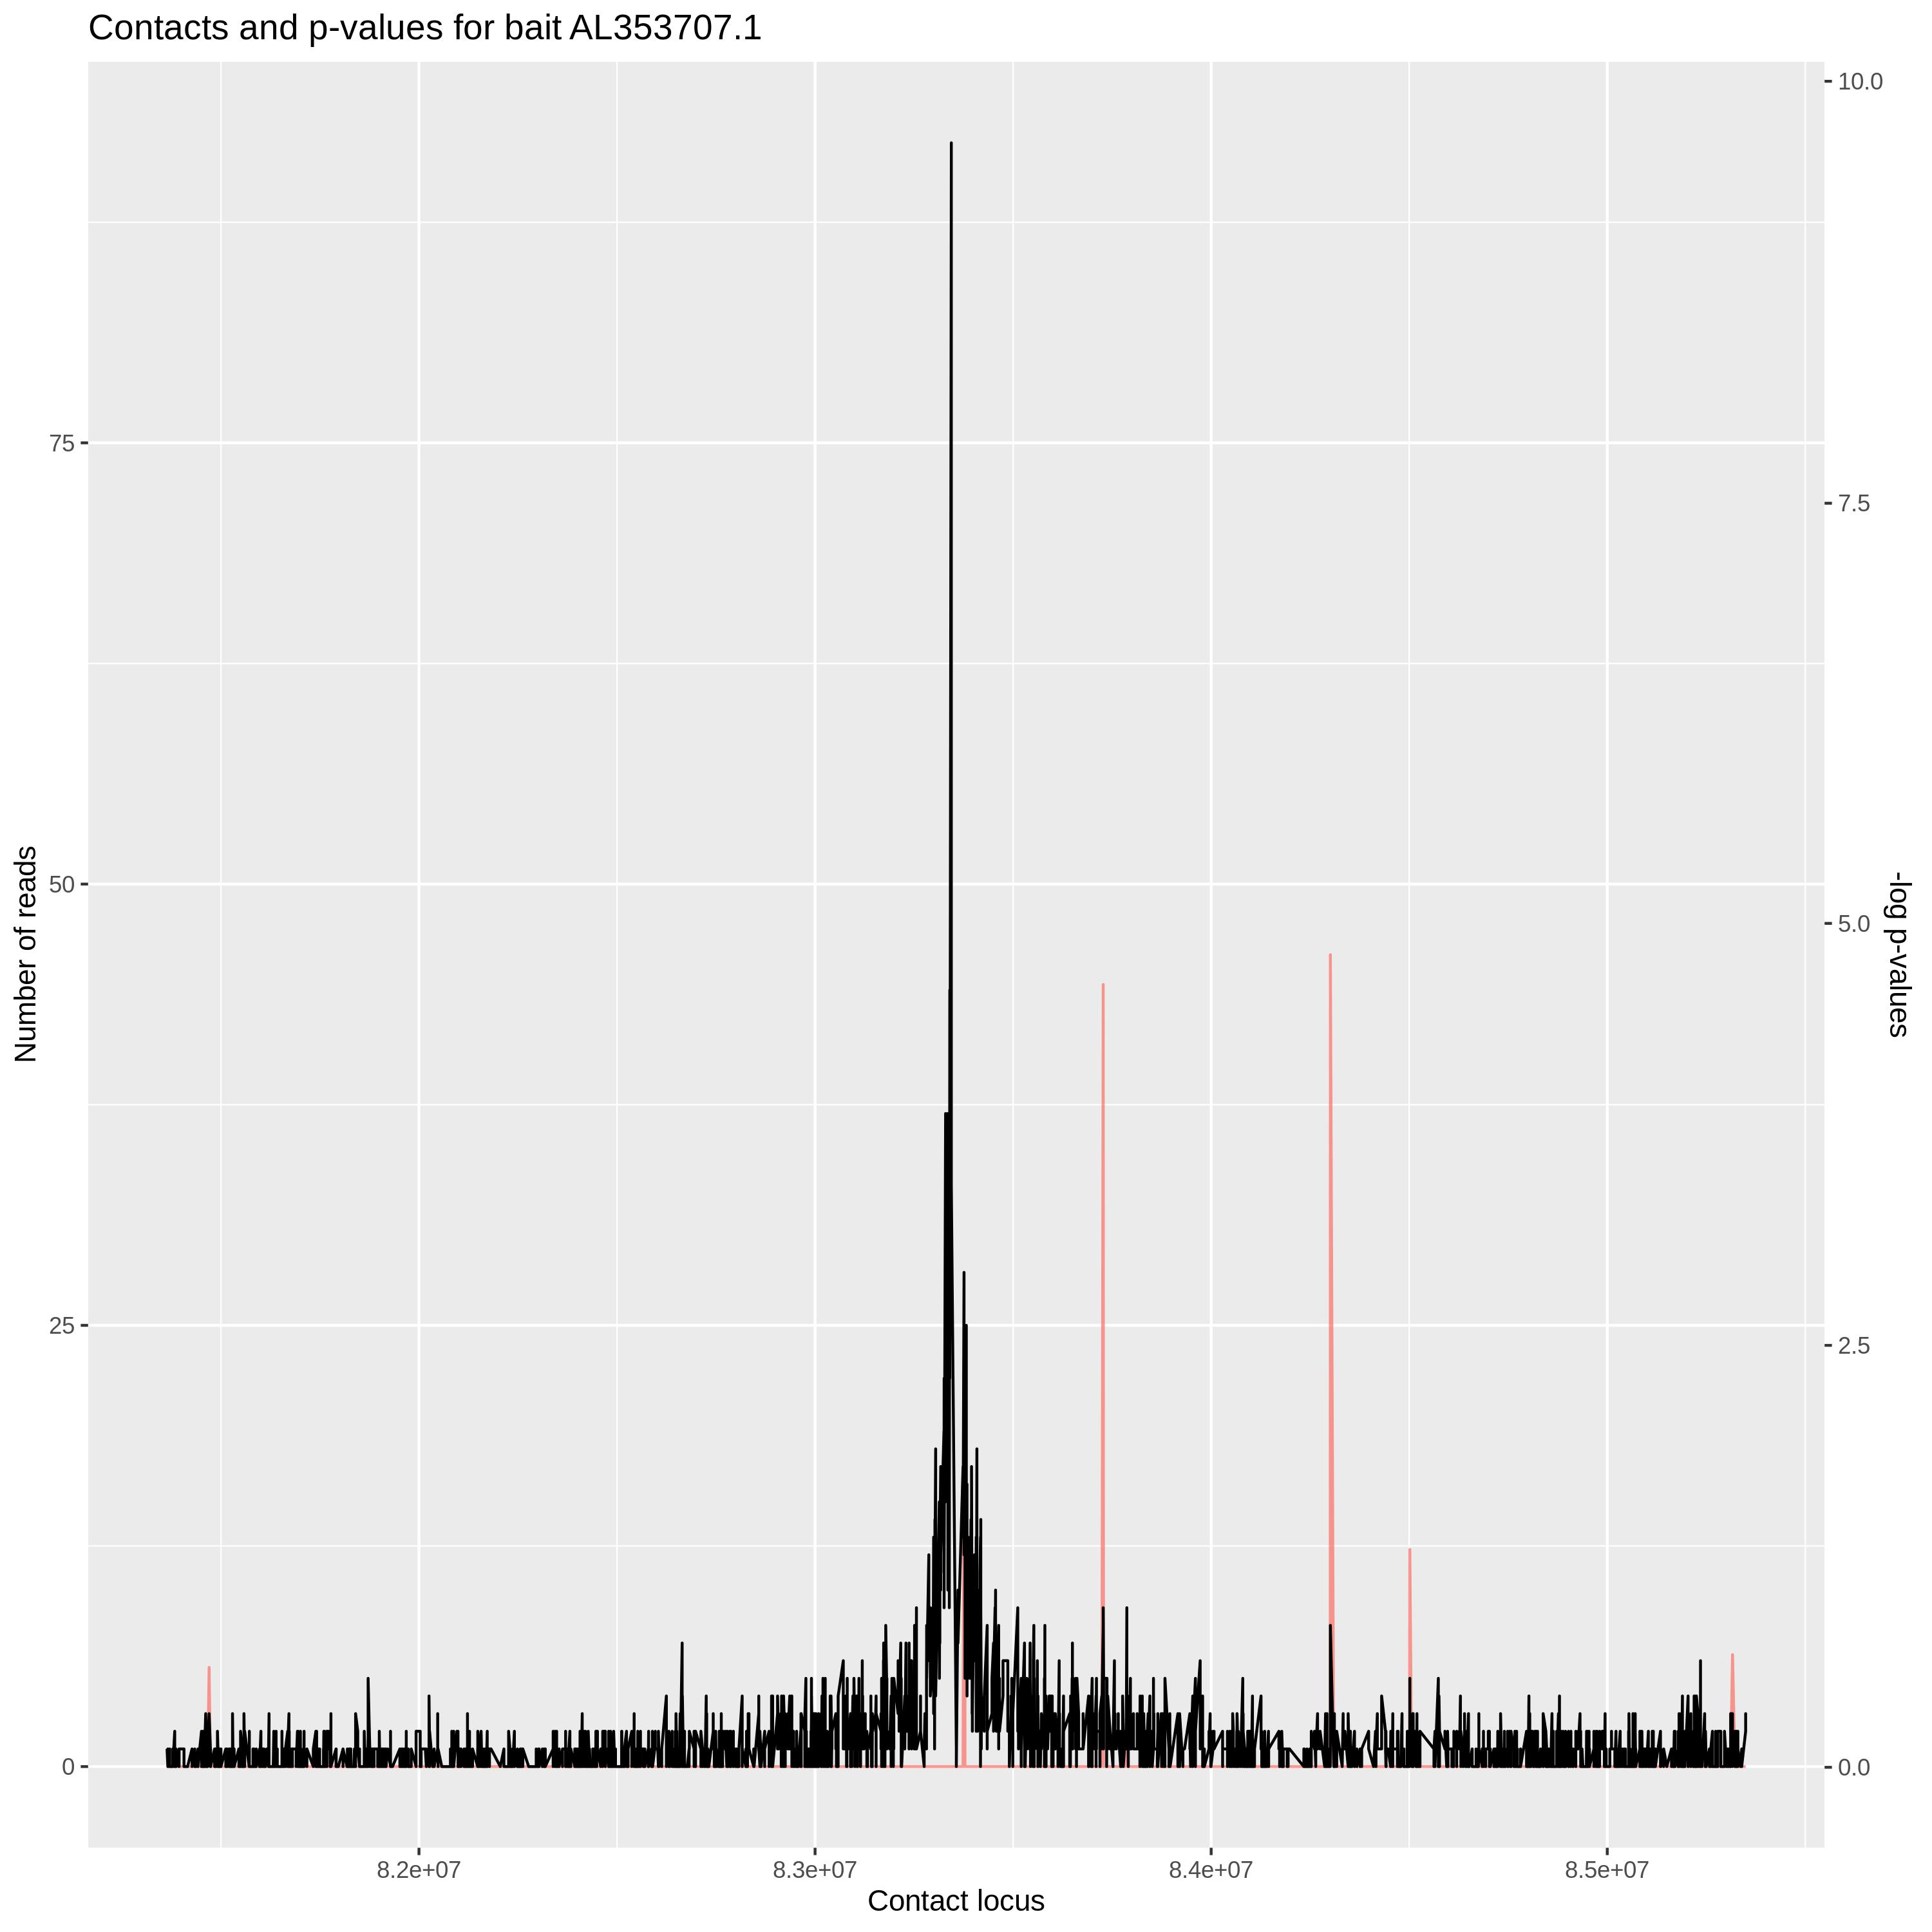 Contacts and p-values for bait AL353707.1
10.0
75
7.5
Number of reads
50
5.0
-log p-values
25
2.5
0
0.0
8.2e+07
8.3e+07
8.4e+07
8.5e+07
Contact locus